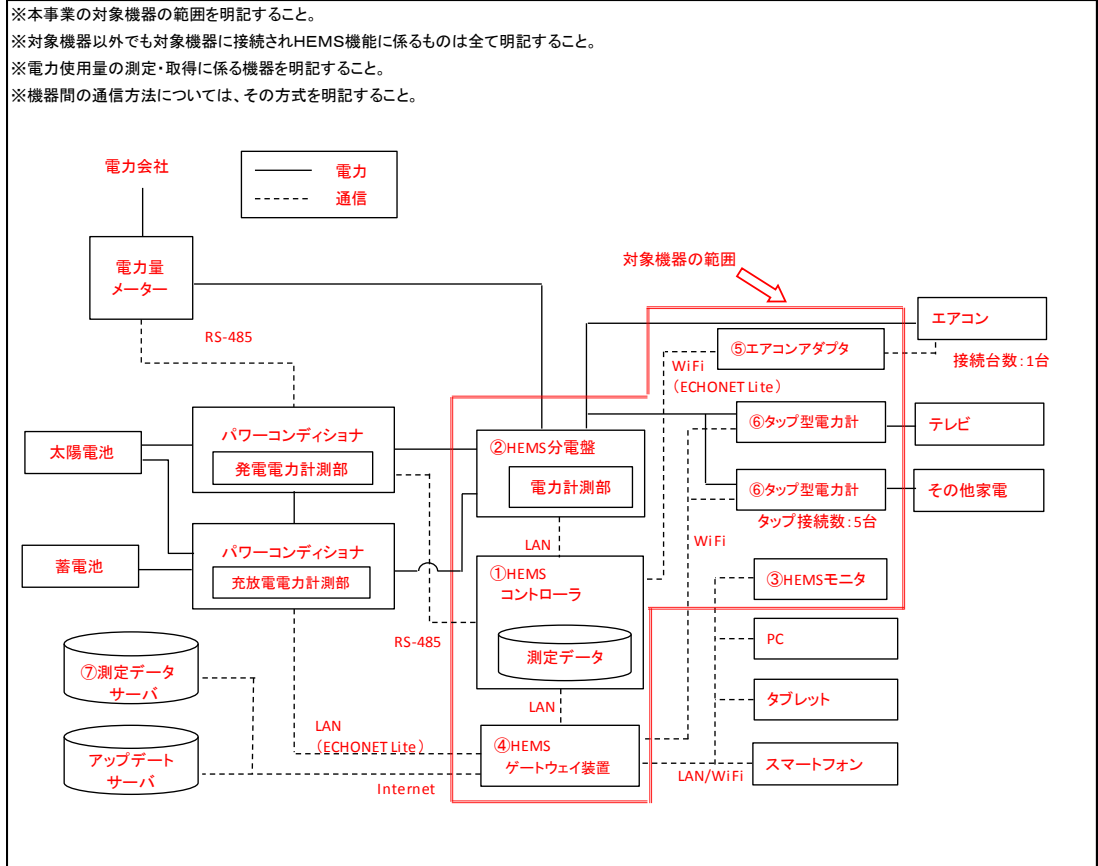 ※本事業の対象機器の範囲を明記すること。
※対象機器以外でも対象機器に接続されHEMS機能に係るものは全て明記すること。
※電力使用量の測定・取得に係る機器を明記すること。
※機器間の通信方法については、その方式を明記すること。
電力会社
電力
通信
電力量
メーター
対象機器の範囲
エアコン
RS-485
⑤エアコンアダプタ
接続台数:1台
WiFi
(ECHONET Lite)
パワーコンディショナ
発電電力計測部
太陽電池
②HEMS分電盤
電力計測部
⑥タップ型電力計
テレビ
⑥タップ型電力計
その他家電
タップ接続数:5台
WiFi
LAN
パワーコンディショナ
充放電電力計測部
蓄電池
①HEMS
コントローラ
測定データ
③HEMSモニタ
RS-485
PC
⑦測定データ
サーバ
タブレット
LAN
LAN
(ECHONET Lite)
④HEMS
ゲートウェイ装置
アップデート
サーバ
スマートフォン
LAN/WiFi
Internet